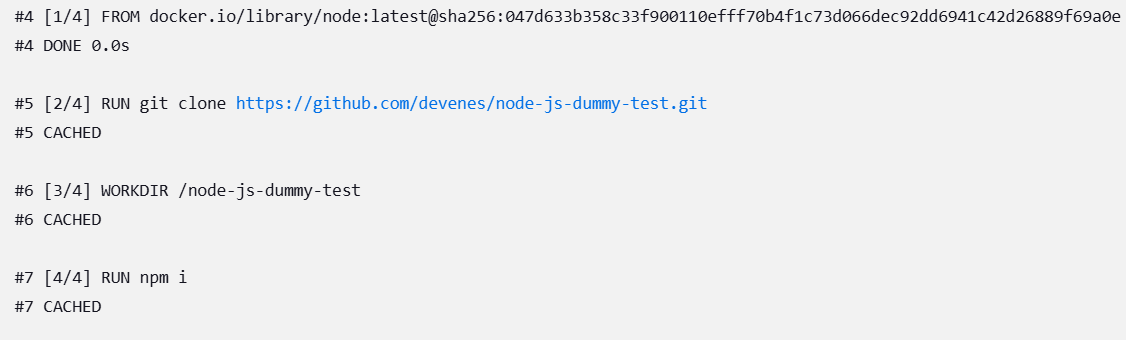 #4 [1/4] FROM docker.io/library/node:latest@sha256:047d633b358c33f900110efff70b4f1c73d066dec92dd6941c42d26889f69a0e
#4 DONE 0.0s
#5 [2/4] RUN git clone https://github.com/devenes/node-js-dummy-test.git
#5 CACHED
#6 [3/4] WORKDIR /node-js-dummy-test
#6 CACHED
#7 [4/4] RUN npm i
#7 CACHED